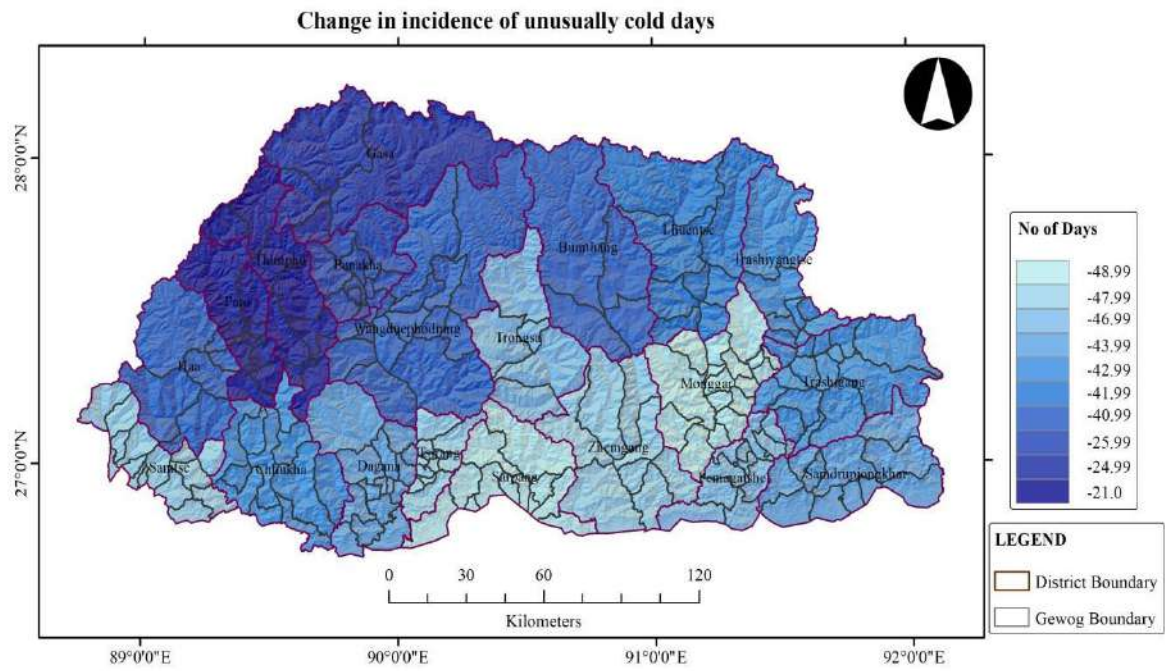 Change in incidence of unusually cold days
28°0'0"N
27°0'0"N
Gasa
Thimphu
Punakha
Paro
Haa
Wangduephodrang
Bumthang
Lhuentse
Trashiyangtse
Trongsa
Monggar
Trashigang
Samtse
Chhukha
Dagana
Tsirang
Sarpang
Zhemgang
Pemagatshel
Samdrupjongkhar
No of Days
-48.99
-47.99
-46.99
-43.99
-42.99
-41.99
-40.99
-25.99
-24.99
-21.0
LEGEND
District Boundary
Gewog Boundary
0 30 60 120
Kilometers
89°0'0"E 90°0'0"E 91°0'0"E 92°0'0"E